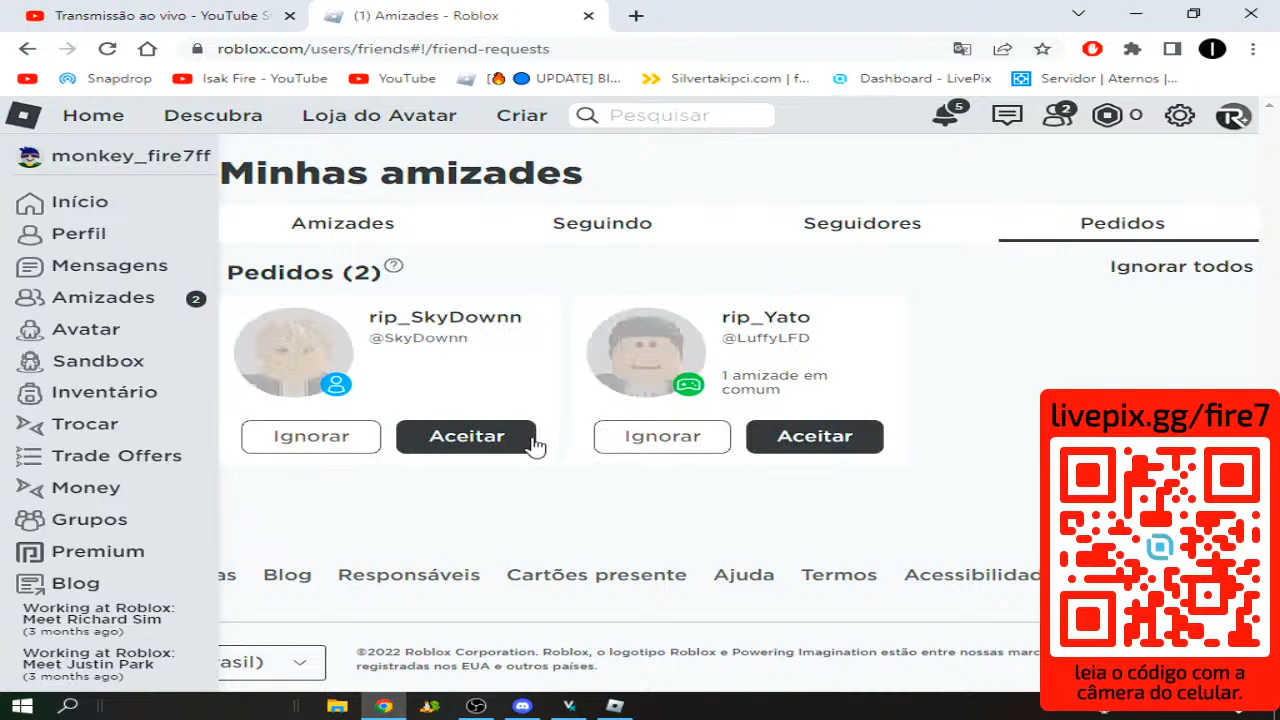 Transmissão ao vivo - YouTube S
(1) Amizades - Roblox
roblox.com/users/friends#!/friend-requests
Snapdrop
Isak Fire - YouTube
YouTube
UPDATE] Bl...
Silvertakipci.com | f...
Dashboard - LivePix
Servidor | Aternos |...
Home
Descubra
Loja do Avatar
Criar
Pesquisar
5
2
0
monkey_fire7ff
Início
Perfil
Mensagens
Amizades
2
Avatar
Sandbox
Inventário
Trocar
Trade Offers
Money
Grupos
Premium
Blog
Working at Roblox:
Meet Richard Sim
(3 months ago)
Working at Roblox:
Meet Justin Park
(3 months ago)
Minhas amizades
Amizades
Seguindo
Seguidores
Pedidos
Pedidos (2)
Ignorar todos
rip_SkyDownn
@SkyDownn
Ignorar
Aceitar
rip_Yato
@LuffyLFD
1 amizade em
comum
Ignorar
Aceitar
as
Blog
Responsáveis
Cartões presente
Ajuda
Termos
Acessibilidad
asil)
©2022 Roblox Corporation. Roblox, o logotipo Roblox e Powering Imagination estão entre nossas marc
registradas nos EUA e outros países.
livepix.gg/fire7
leia o código com a
câmera do celular.